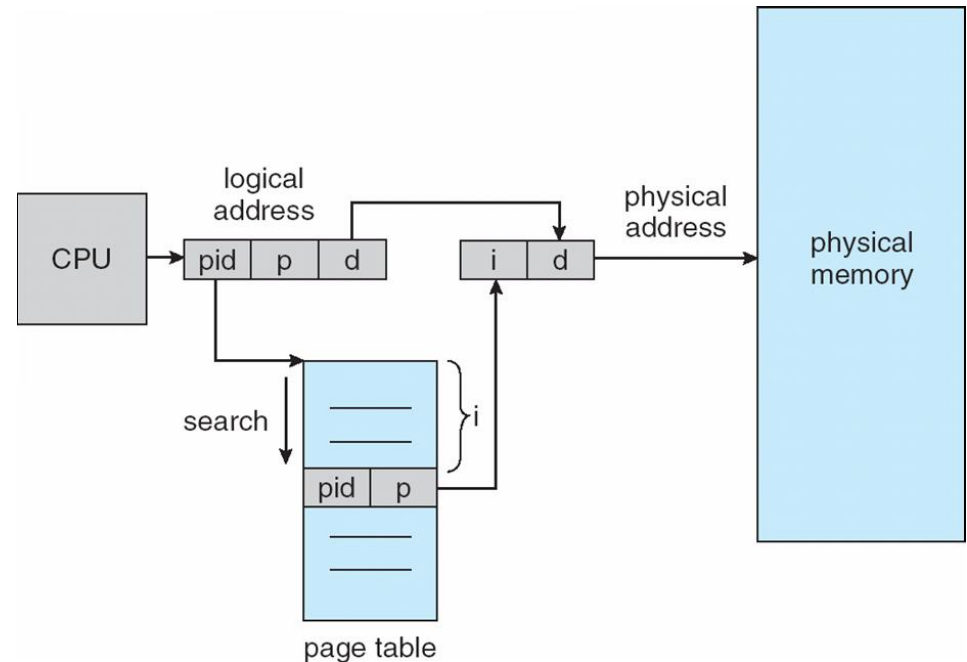 logical
address
physical
address
CPU
pid p d
i d
physical
memory
search
i
pid p
page table